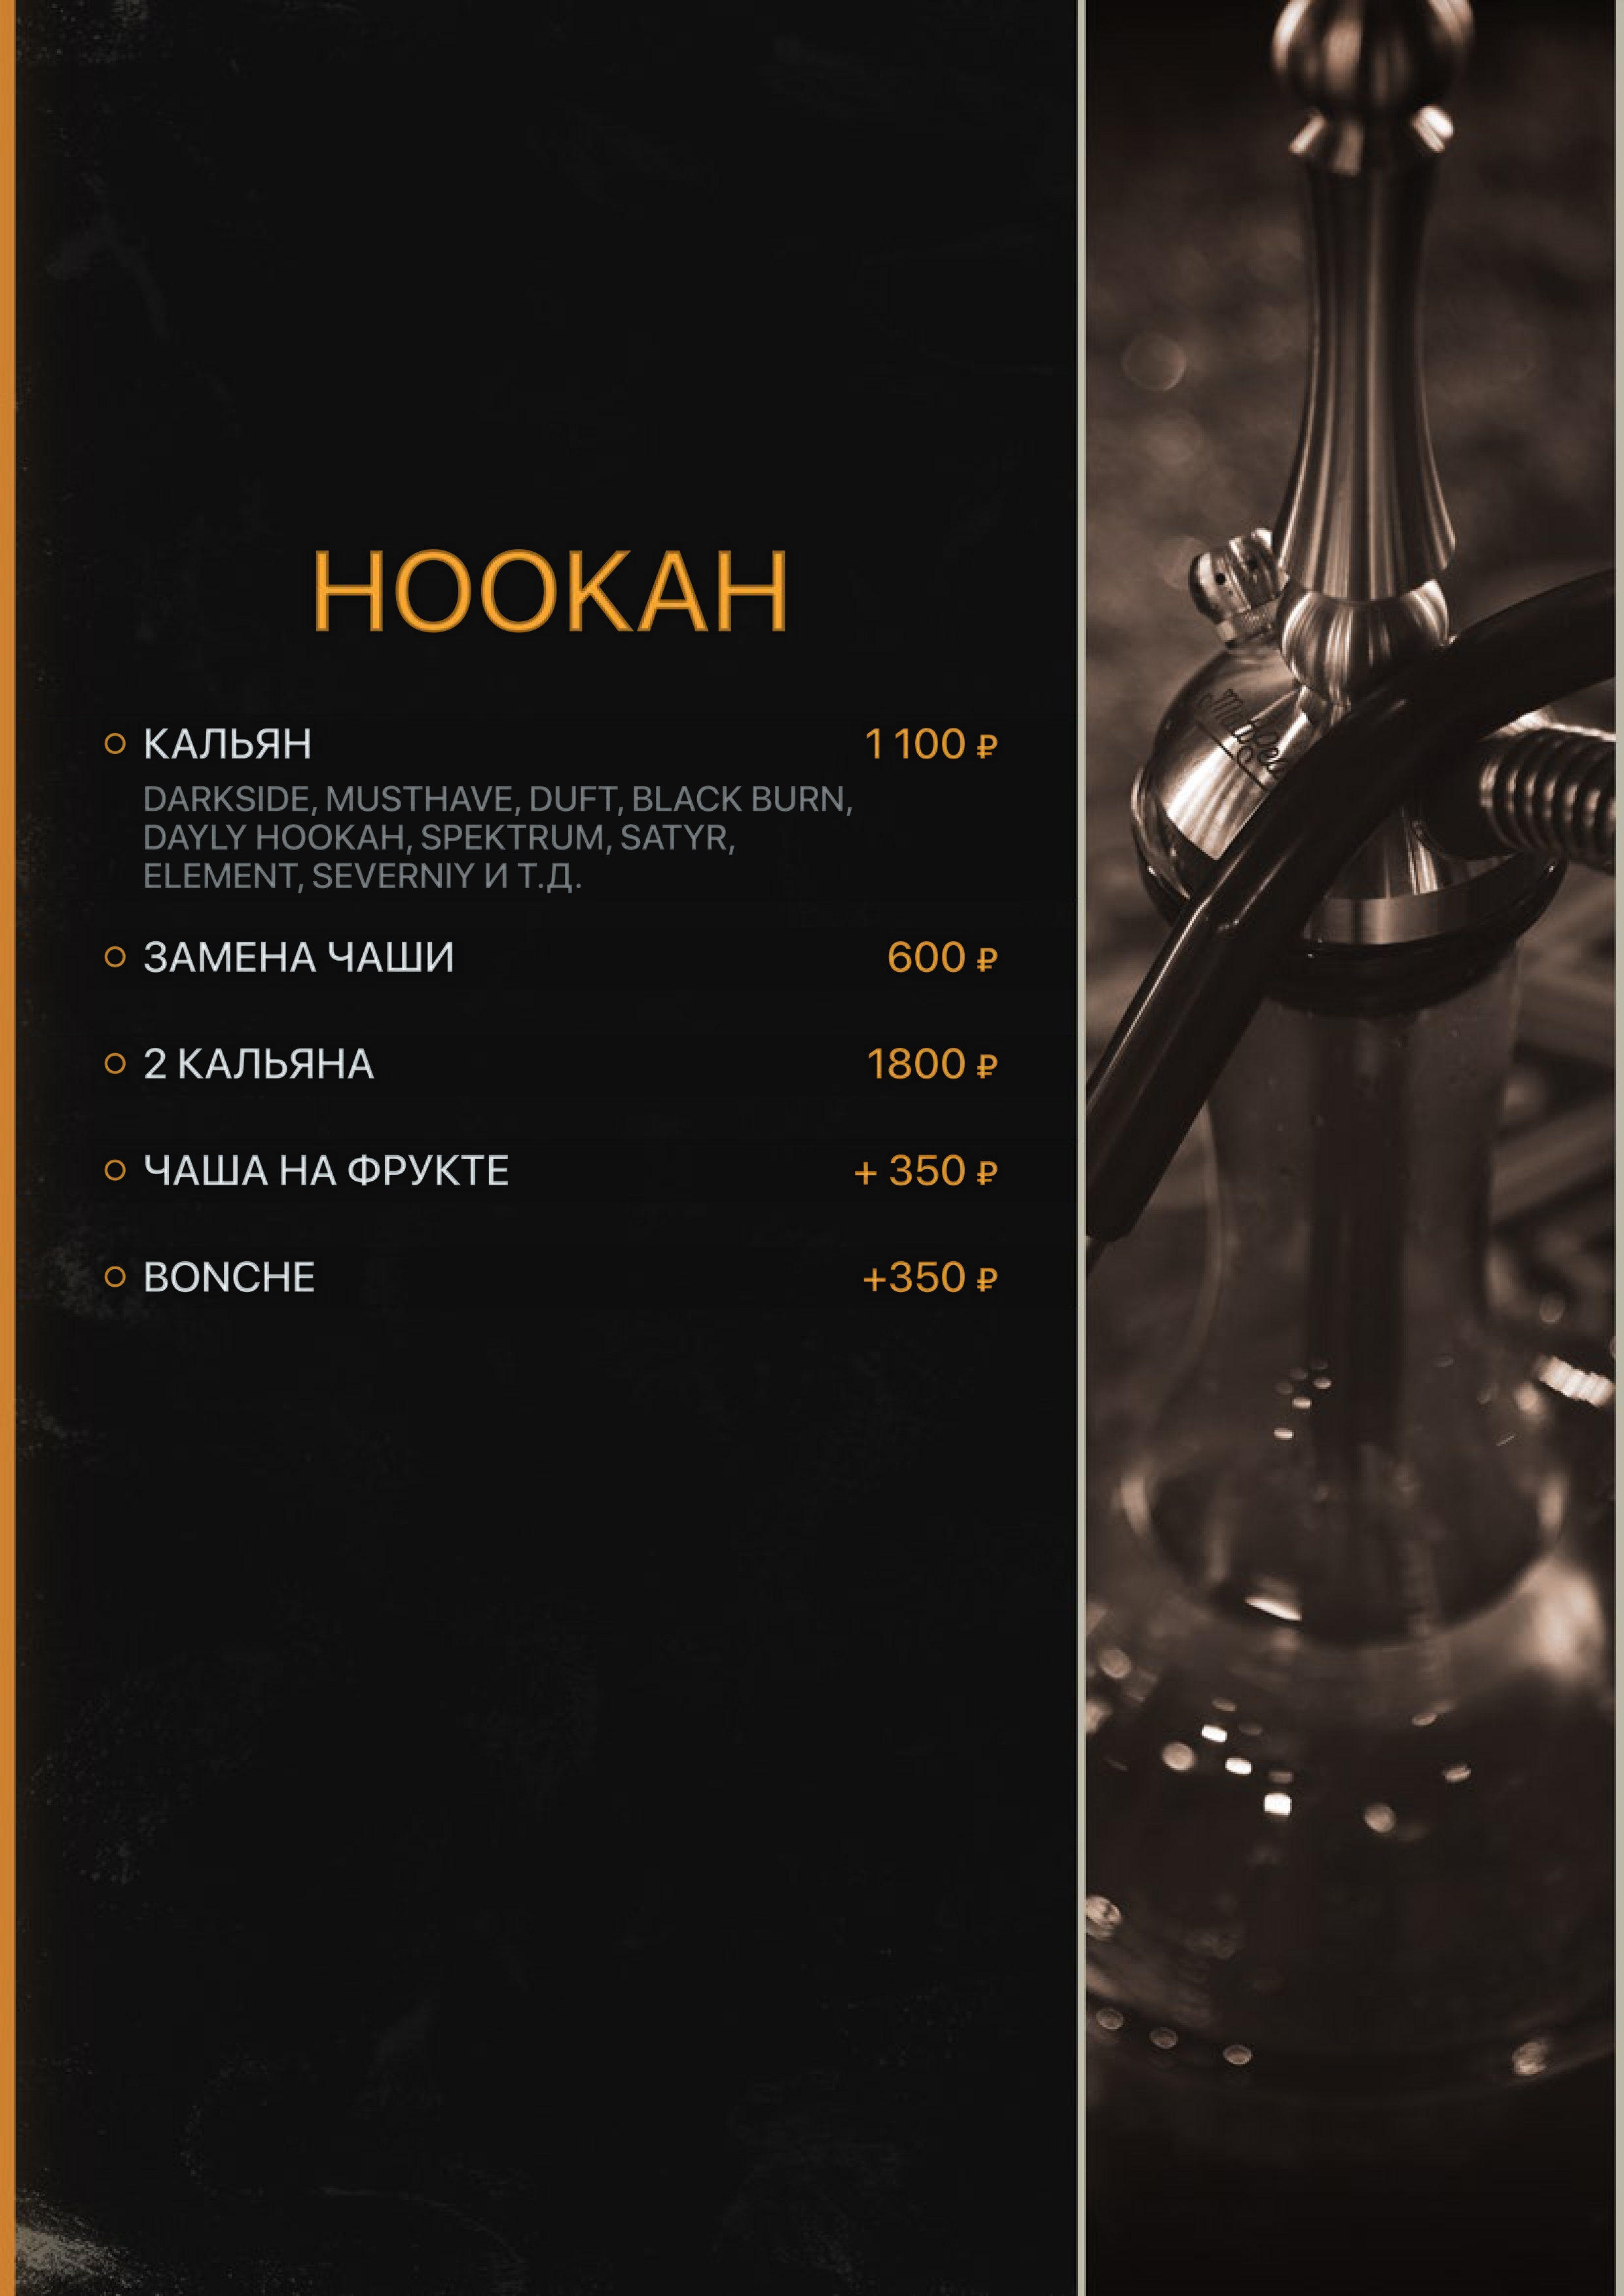 HOOKAH
КАЛЬЯН 1 100 ₽
DARKSIDE, MUSTHAVE, DUFT, BLACK BURN,
DAYLY HOOKAH, SPEKTRUM, SATYR,
ELEMENT, SEVERNIY И Т.Д.
ЗАМЕНА ЧАШИ 600 ₽
2 КАЛЬЯНА 1800 ₽
ЧАША НА ФРУКТЕ + 350 ₽
BONCHE +350 ₽